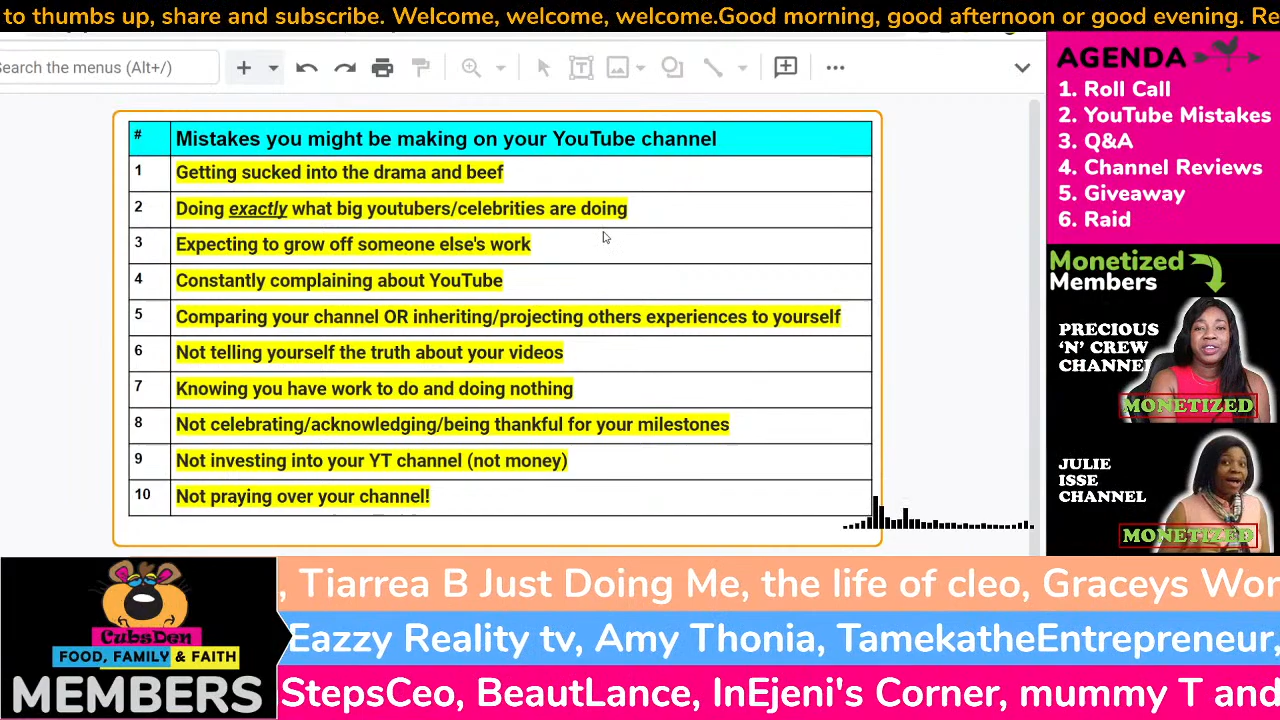 to thumbs up, share and subscribe. Welcome, welcome, welcome.Good morning, good afternoon or good evening. Re
Search the menus (Alt+/)
AGENDA
1. Roll Call
2. YouTube Mistakes
3. Q&A
4. Channel Reviews
5. Giveaway
6. Raid
# Mistakes you might be making on your YouTube channel
1 Getting sucked into the drama and beef
2 Doing exactly what big youtubers/celebrities are doing
3 Expecting to grow off someone else's work
4 Constantly complaining about YouTube
5 Comparing your channel OR inheriting/projecting others experiences to yourself
6 Not telling yourself the truth about your videos
7 Knowing you have work to do and doing nothing
8 Not celebrating/acknowledging/being thankful for your milestones
9 Not investing into your YT channel (not money)
10 Not praying over your channel!
Monetized
Members
PRECIOUS
'N' CREW
CHANNEL
MONETIZED
JULIE
ISSE
CHANNEL
MONETIZED
CubsDen
FOOD, FAMILY & FAITH
MEMBERS
, Tiarrea B Just Doing Me, the life of cleo, Graceys Wor
Eazzy Reality tv, Amy Thonia, TamekatheEntrepreneur,
StepsCeo, BeautLance, InEjeni's Corner, mummy T and